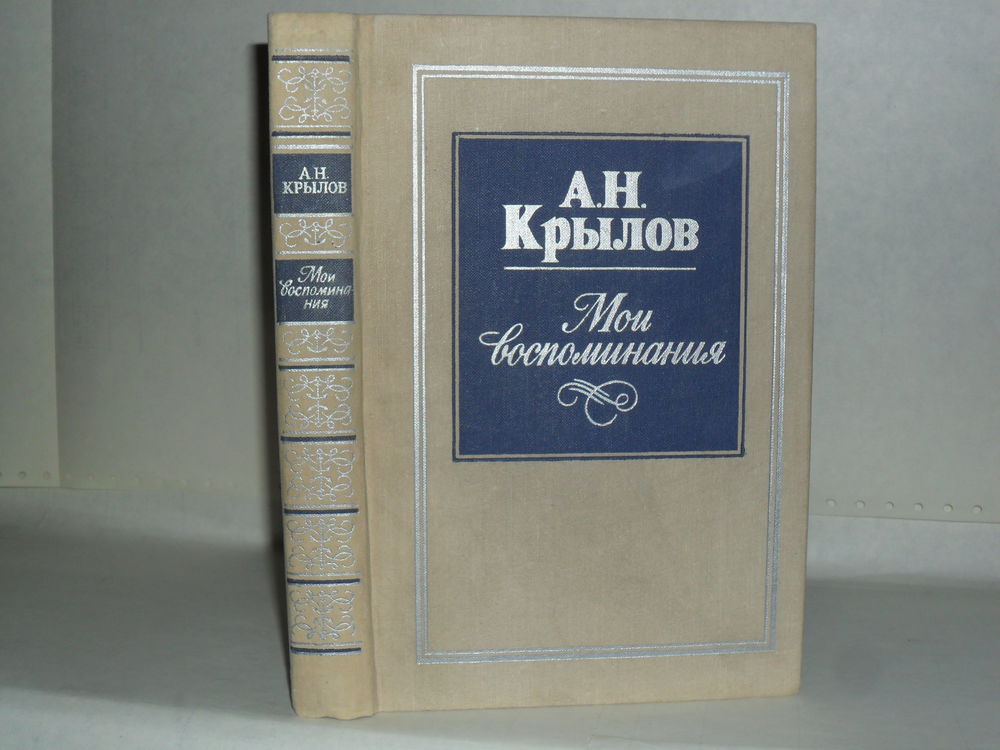 А.Н.
КРЫЛОВ
Мои
воспомина-
ния
А.Н.
Крылов
Мои
воспоминания